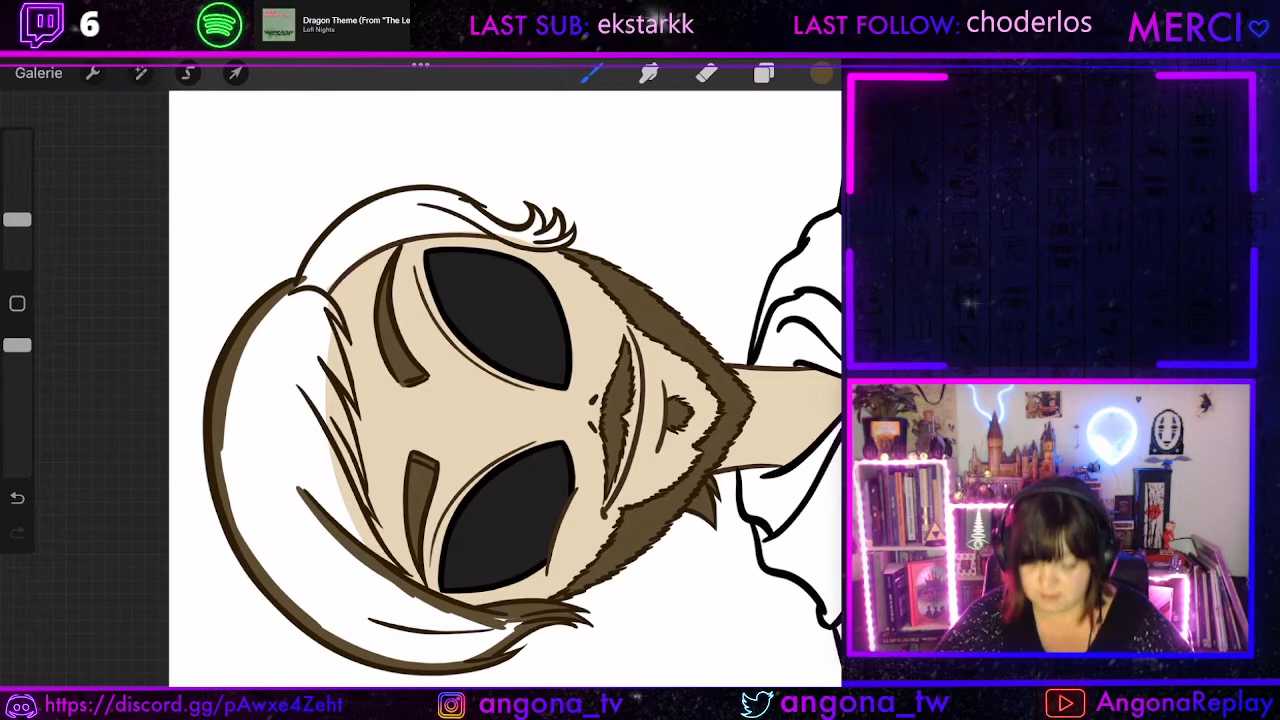 6
Dragon Theme (From "The Le
Lofi Nights
LAST SUB: ekstarkk
LAST FOLLOW: choderlos
MERCI
Galerie
https://discord.gg/pAwxe4Zeht
angona_tv
angona_tw
AngonaReplay